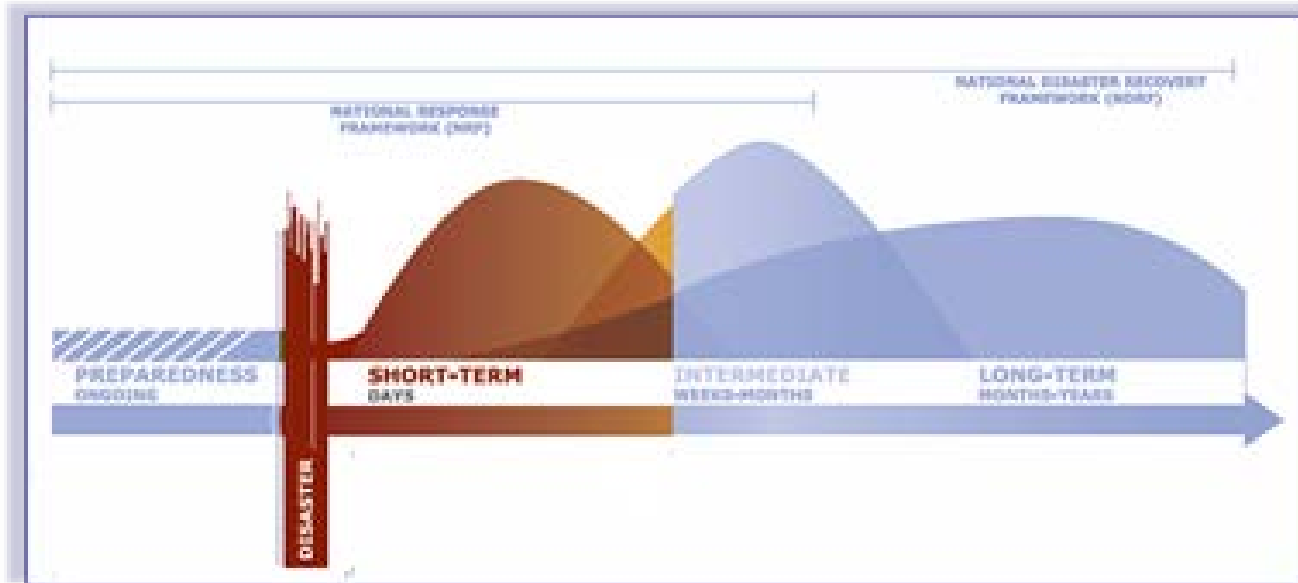 NATIONAL DISASTER RECOVERY
FRAMEWORK (NDRF)
NATIONAL RESPONSE
FRAMEWORK (NRF)
PREPAREDNESS
ONGOING
SHORT-TERM
DAYS
INTERMEDIATE
WEEKS-MONTHS
LONG-TERM
MONTHS-YEARS
DISASTER